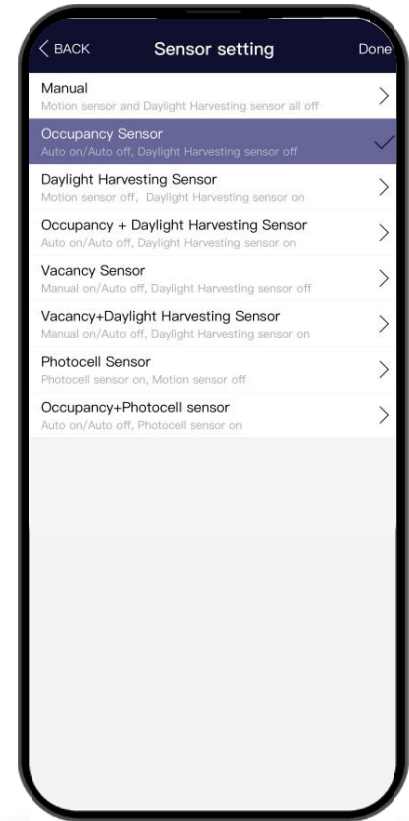 BACK Sensor setting Done
Manual
Motion sensor and Daylight Harvesting sensor all off
Occupancy Sensor
Auto on/Auto off, Daylight Harvesting sensor off
Daylight Harvesting Sensor
Motion sensor off, Daylight Harvesting sensor on
Occupancy + Daylight Harvesting Sensor
Auto on/Auto off, Daylight Harvesting sensor on
Vacancy Sensor
Manual on/Auto off, Daylight Harvesting sensor off
Vacancy+Daylight Harvesting Sensor
Manual on/Auto off, Daylight Harvesting sensor on
Photocell Sensor
Photocell sensor on, Motion sensor off
Occupancy+Photocell sensor
Auto on/Auto off, Photocell sensor on